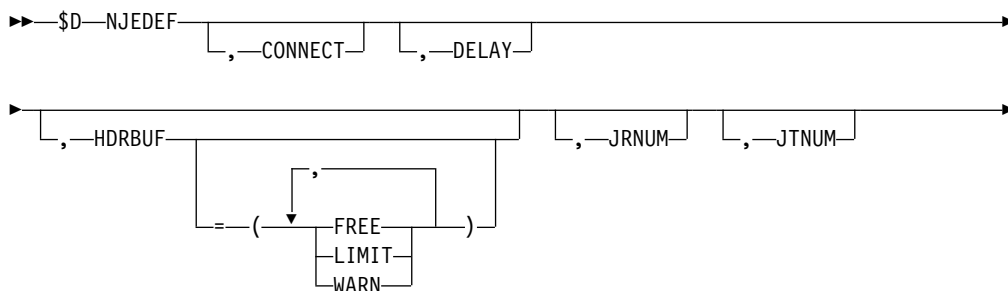 $D NJEDEF
, CONNECT , DELAY
, HDRBUF , JRNUM , JTNUM
,
= ( FREE )
LIMIT
WARN